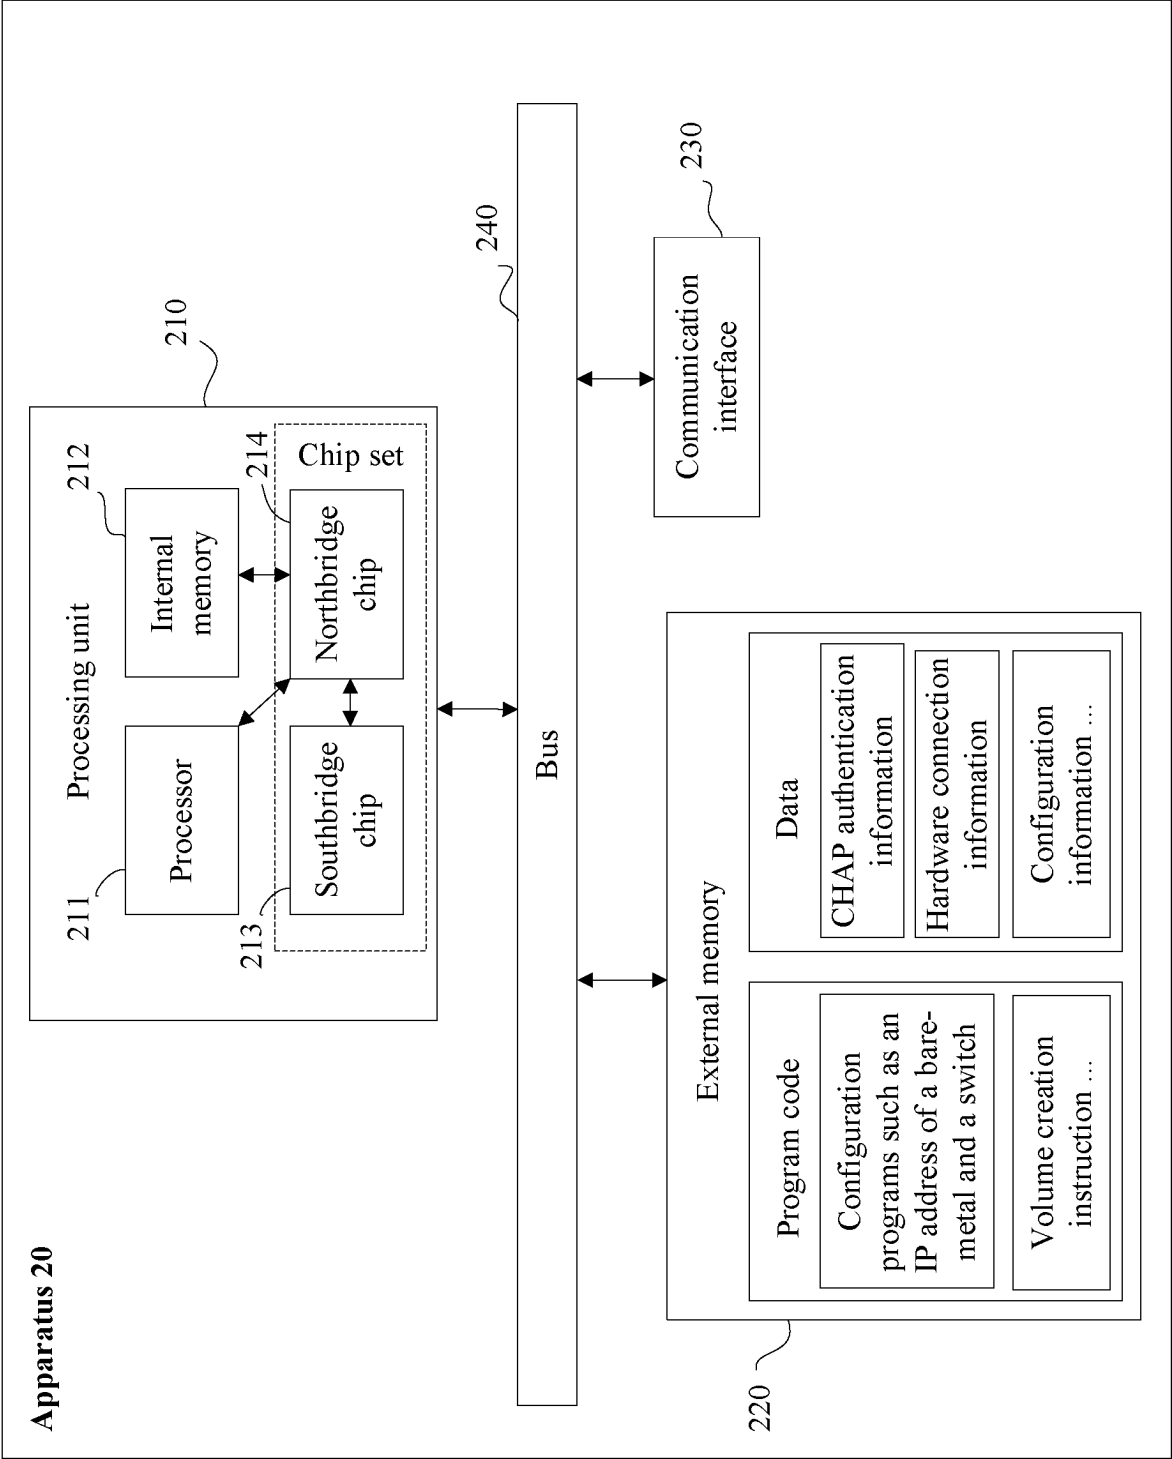 Apparatus 20
210
Processing unit
211
Processor
212
Internal
memory
213
Southbridge
chip
214
Northbridge
chip
Chip set
240
Bus
220
External memory
Program code
Configuration
programs such as an
IP address of a bare-
metal and a switch
Volume creation
instruction ...
Data
CHAP authentication
information
Hardware connection
information
Configuration
information ...
230
Communication
interface